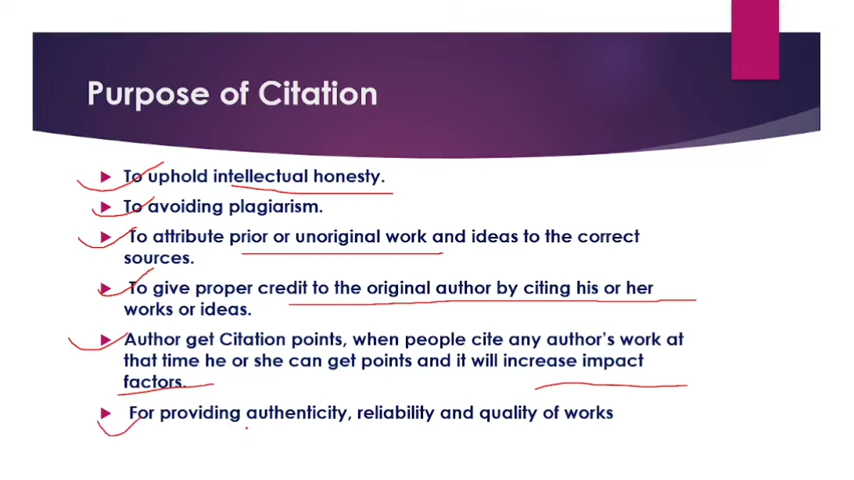 Purpose of Citation
To uphold intellectual honesty.
To avoiding plagiarism.
To attribute prior or unoriginal work and ideas to the correct
sources.
To give proper credit to the original author by citing his or her
works or ideas.
Author get Citation points, when people cite any author's work at
that time he or she can get points and it will increase impact
factors.
For providing authenticity, reliability and quality of works